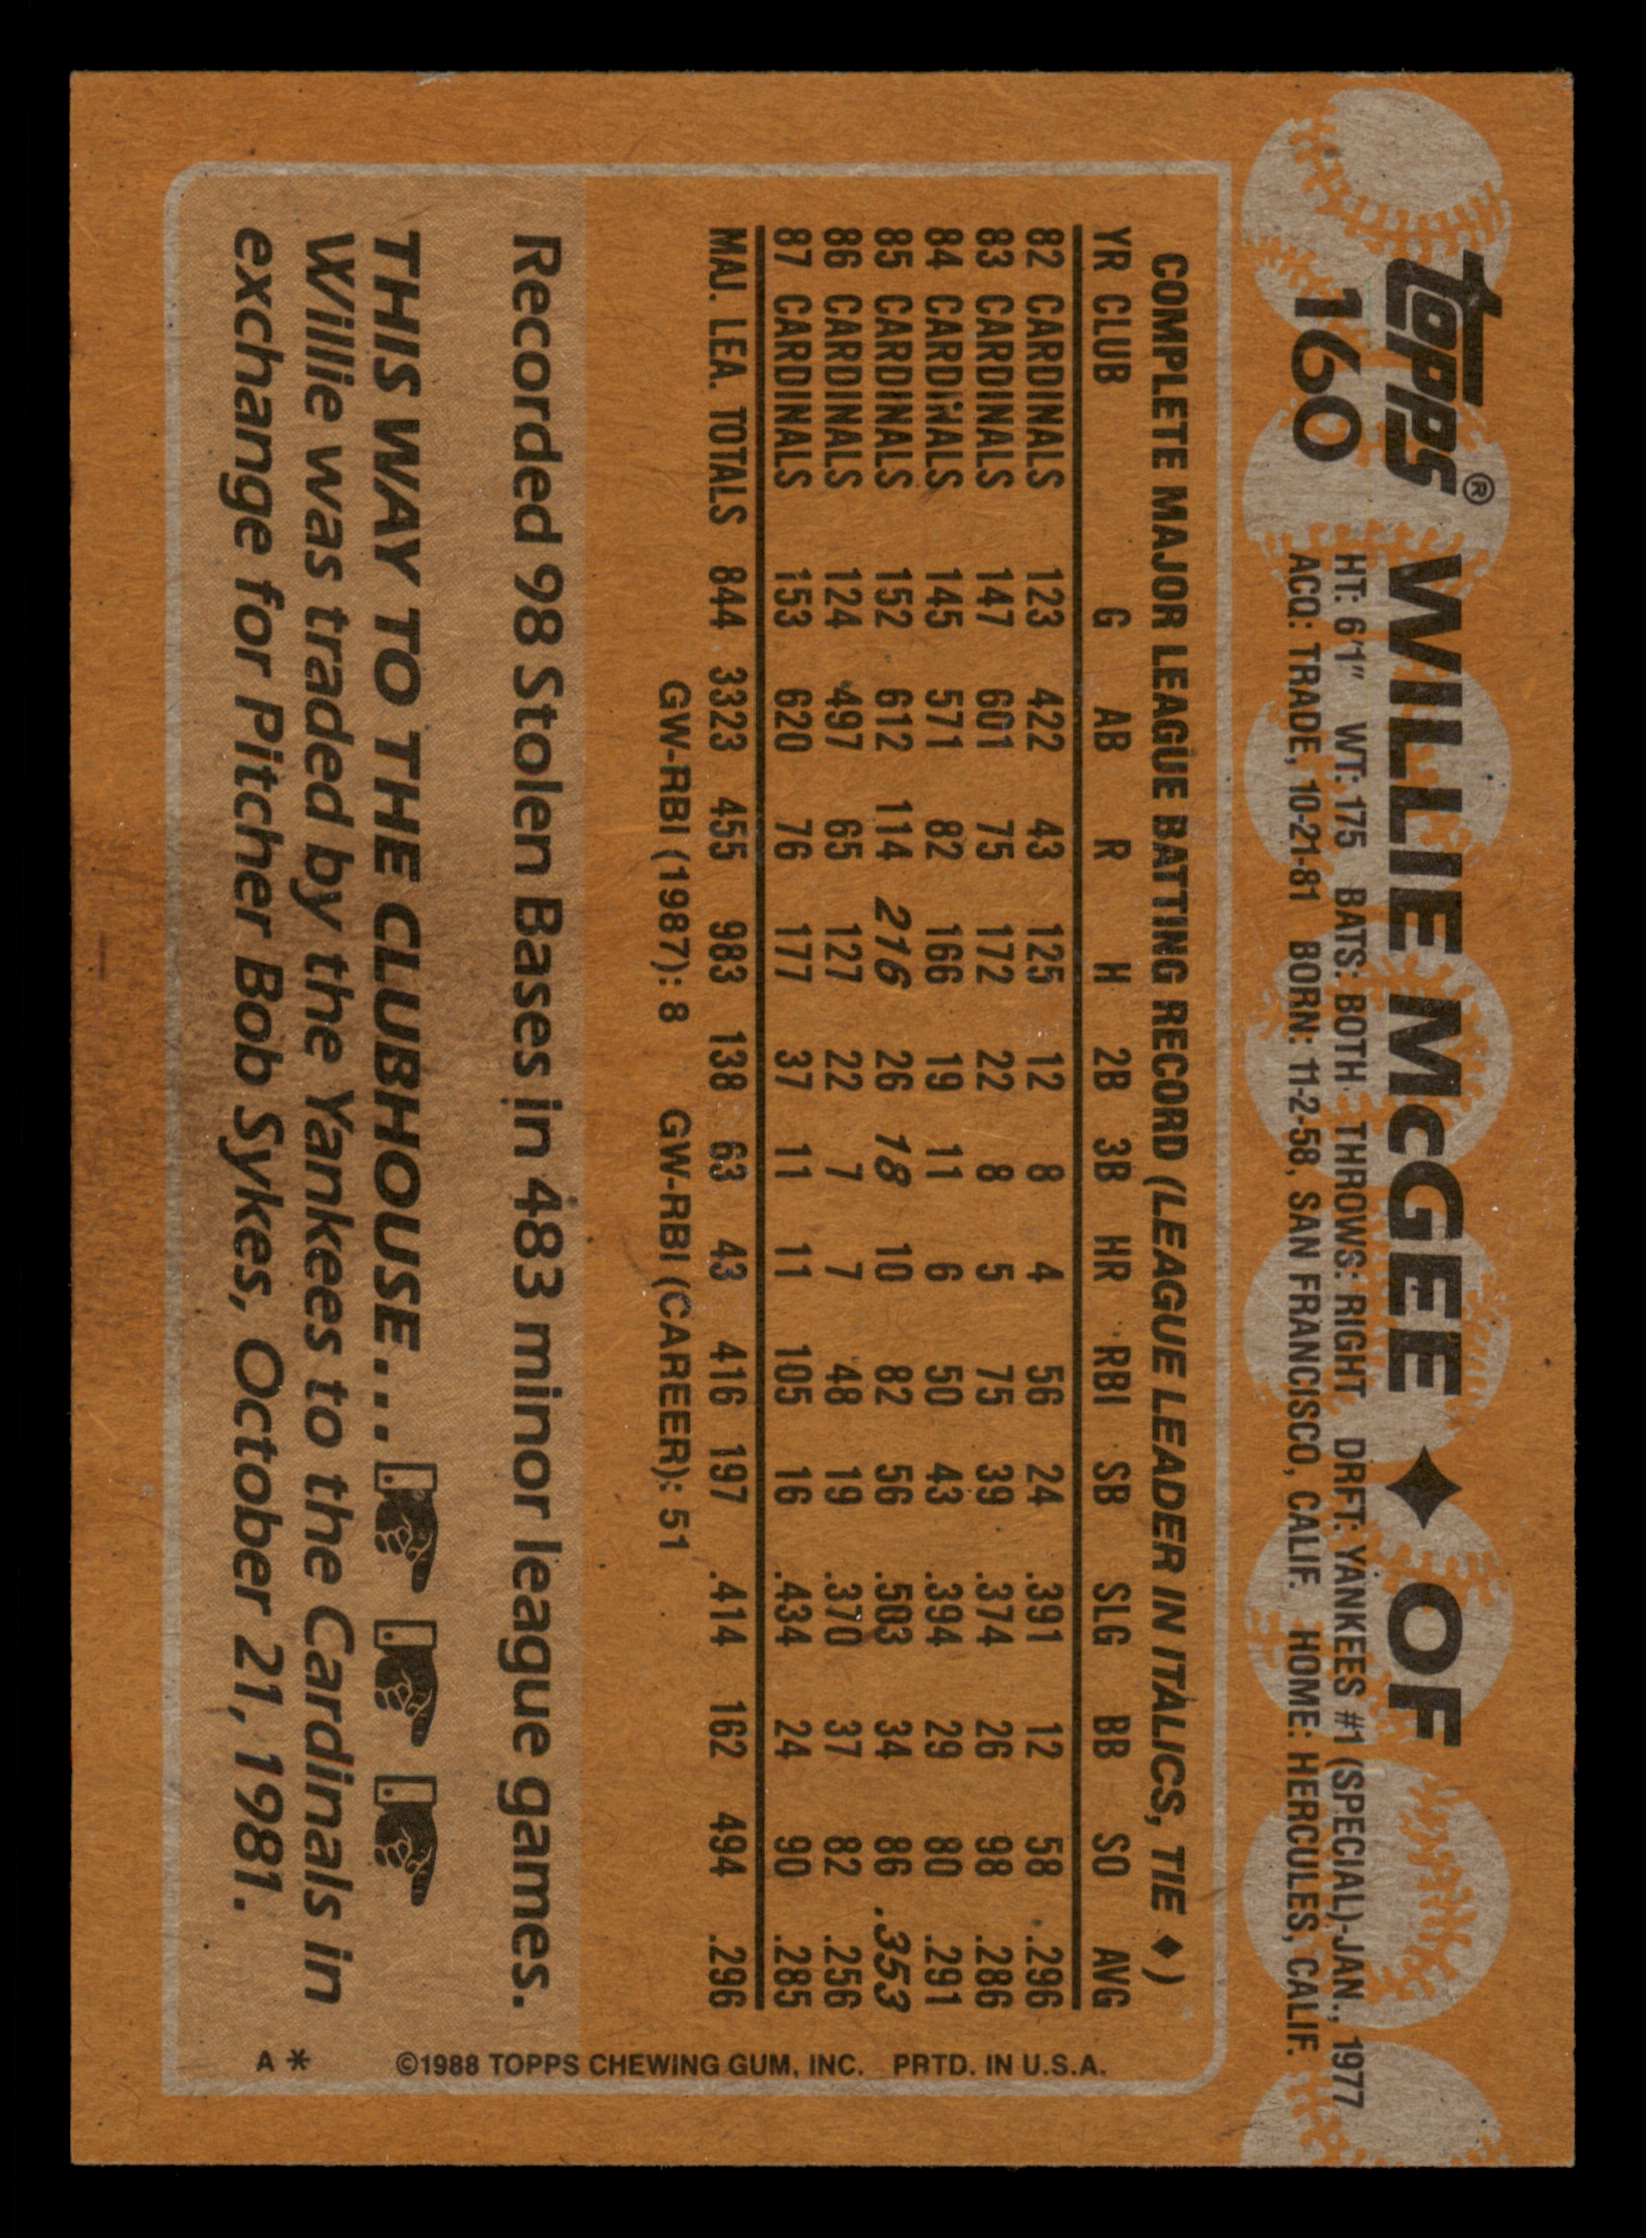 Topps® WILLIE McGEE ♦ OF
160 HT: 6'1" WT: 175 BATS: BOTH THROWS: RIGHT DRFT: YANKEES #1 (SPECIAL)-JAN., 1977
ACQ: TRADE, 10-21-81 BORN: 11-2-58, SAN FRANCISCO, CALIF. HOME: HERCULES, CALIF.
COMPLETE MAJOR LEAGUE BATTING RECORD (LEAGUE LEADER IN ITALICS, TIE ♦)
YR CLUB G AB R H 2B 3B HR RBI SB SLG BB SO AVG
82 CARDINALS 123 422 43 125 12 8 4 56 24 .391 12 58 .296
83 CARDINALS 147 601 75 172 22 8 5 75 39 .374 26 98 .286
84 CARDINALS 145 571 82 166 19 11 6 50 43 .394 29 80 .291
85 CARDINALS 152 612 114 216 26 18 10 82 56 .503 34 86 .353
86 CARDINALS 124 497 65 127 22 7 7 48 19 .370 37 82 .256
87 CARDINALS 153 620 76 177 37 11 11 105 16 .434 24 90 .285
MAJ. LEA. TOTALS 844 3323 455 983 138 63 43 416 197 .414 162 494 .296
GW-RBI (1987): 8 GW-RBI (CAREER): 51
Recorded 98 Stolen Bases in 483 minor league games.
THIS WAY TO THE CLUBHOUSE...
Willie was traded by the Yankees to the Cardinals in
exchange for Pitcher Bob Sykes, October 21, 1981.
A* ©1988 TOPPS CHEWING GUM, INC. PRTD. IN U.S.A.